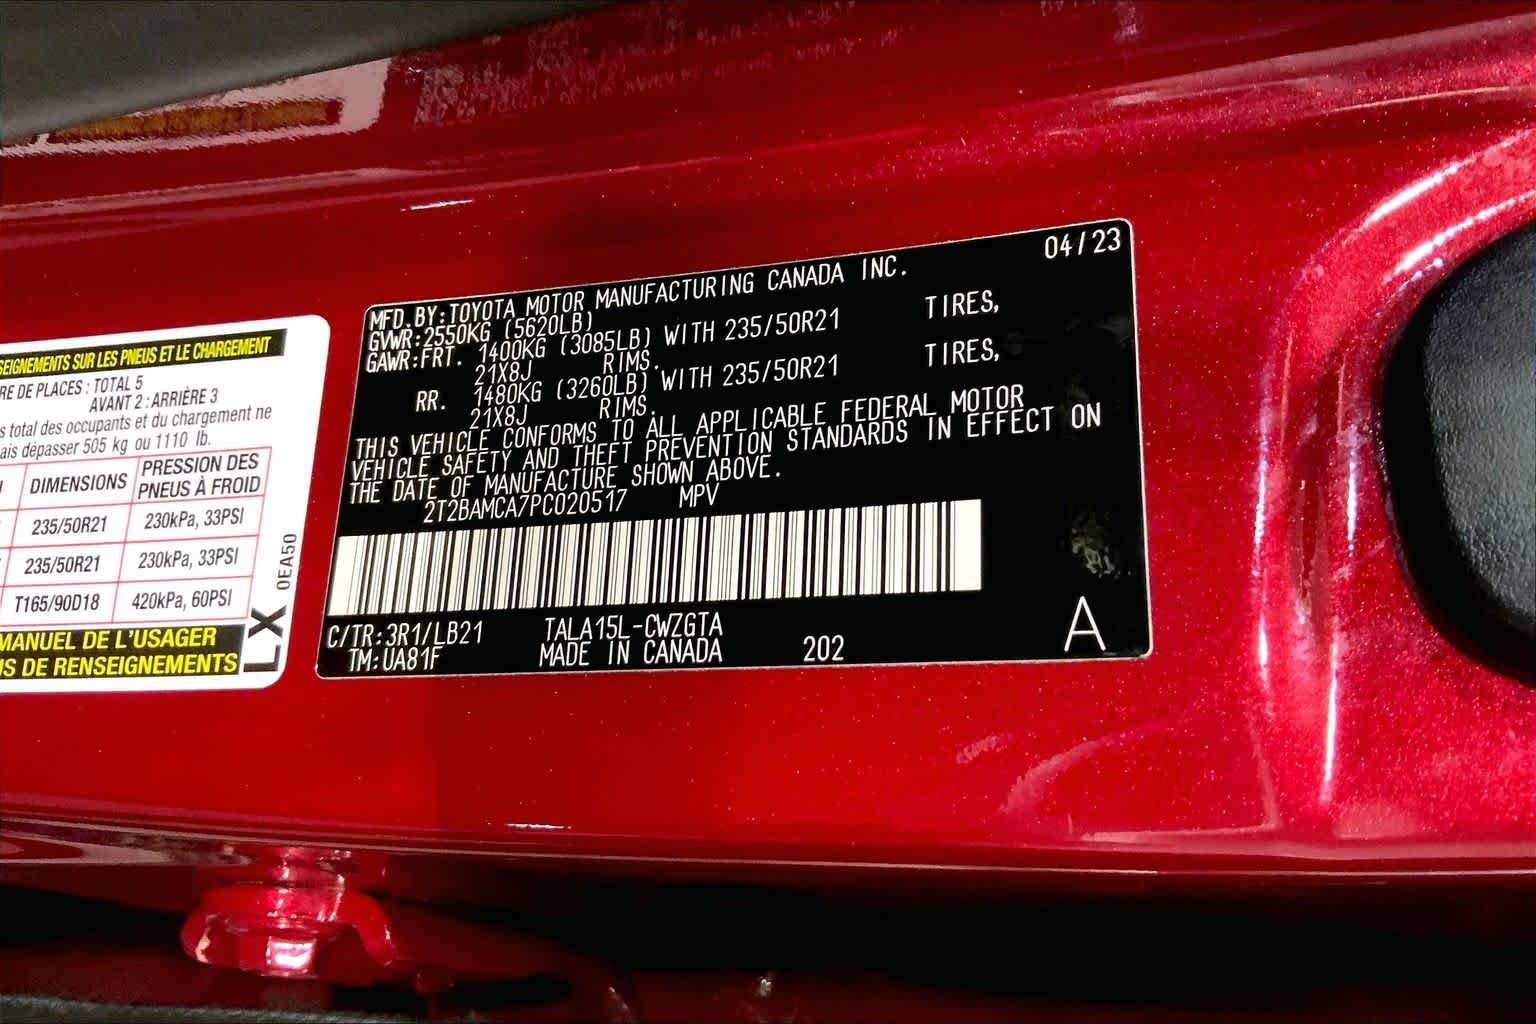 SEIGNEMENTS SUR LES PNEUS ET LE CHARGEMENT
RE DE PLACES : TOTAL 5
AVANT 2 : ARRIÈRE 3
s total des occupants et du chargement ne
ais dépasser 505 kg ou 1110 lb.
DIMENSIONS PRESSION DES PNEUS À FROID
235/50R21 230kPa, 33PSI
235/50R21 230kPa, 33PSI
T165/90D18 420kPa, 60PSI
MANUEL DE L'USAGER
S DE RENSEIGNEMENTS
LX 0EA50
04/23
MFD.BY:TOYOTA MOTOR MANUFACTURING CANADA INC.
GVWR:2550KG (5620LB)
GAWR:FRT. 1400KG (3085LB) WITH 235/50R21 TIRES,
21X8J RIMS.
RR. 1480KG (3260LB) WITH 235/50R21 TIRES,
21X8J RIMS.
THIS VEHICLE CONFORMS TO ALL APPLICABLE FEDERAL MOTOR
VEHICLE SAFETY AND THEFT PREVENTION STANDARDS IN EFFECT ON
THE DATE OF MANUFACTURE SHOWN ABOVE.
2T2BAMCA7PC020517 MPV
C/TR:3R1/LB21 TALA15L-CWZGTA
TM:UA81F MADE IN CANADA 202
A